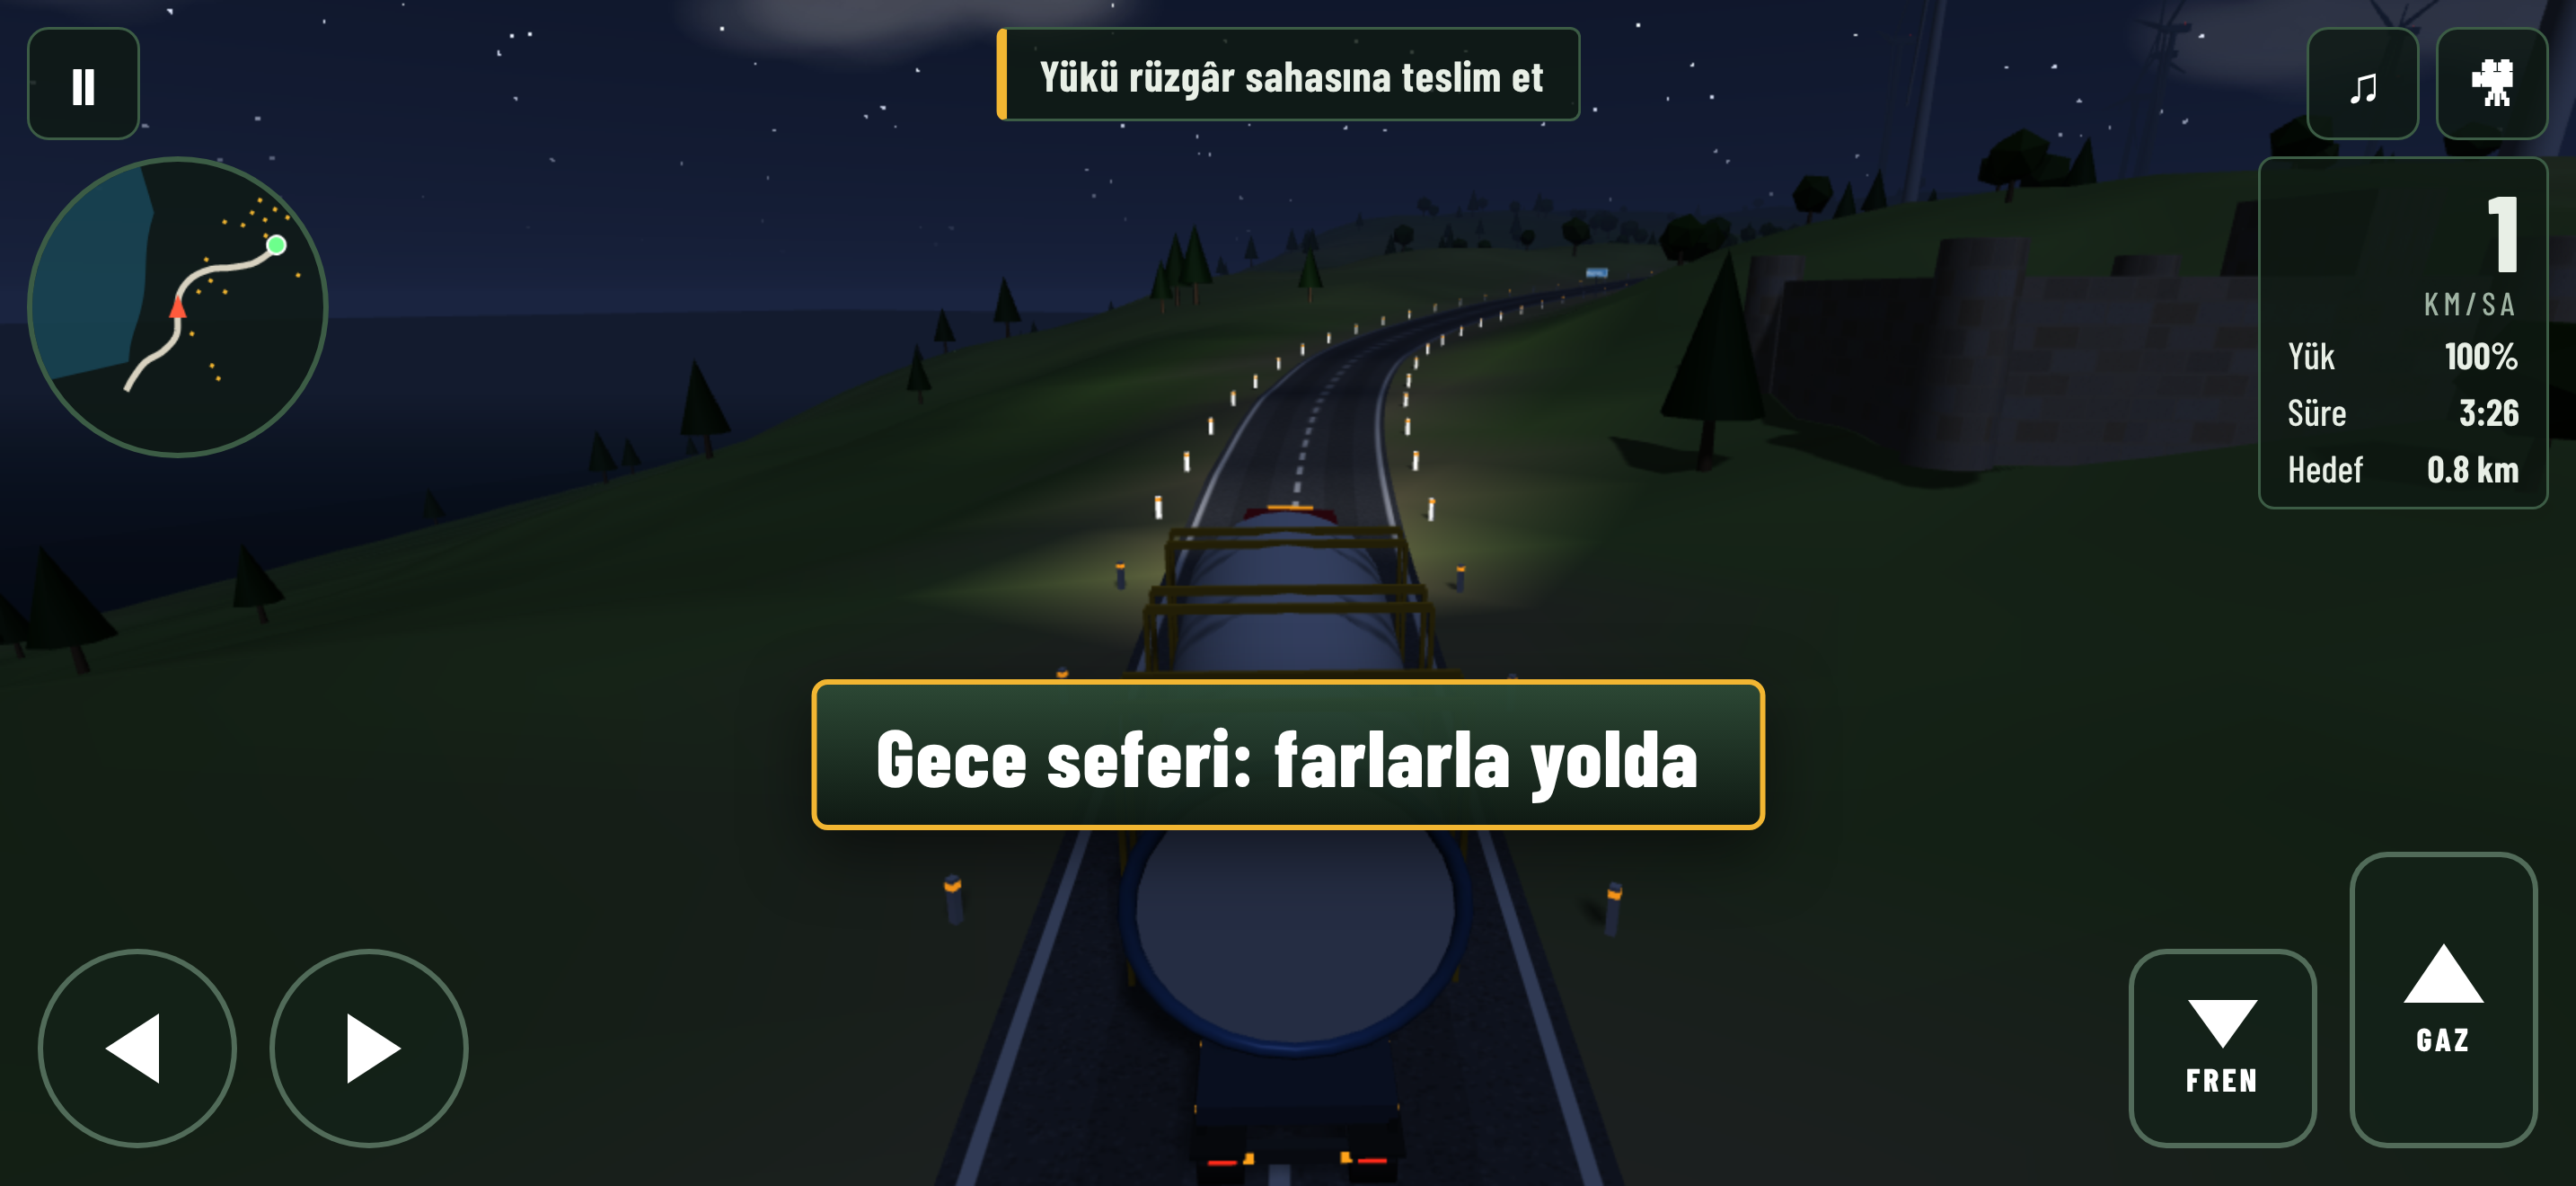 Yükü rüzgâr sahasına teslim et
1
KM/SA
Yük 100%
Süre 3:26
Hedef 0.8 km
Gece seferi: farlarla yolda
FREN
GAZ